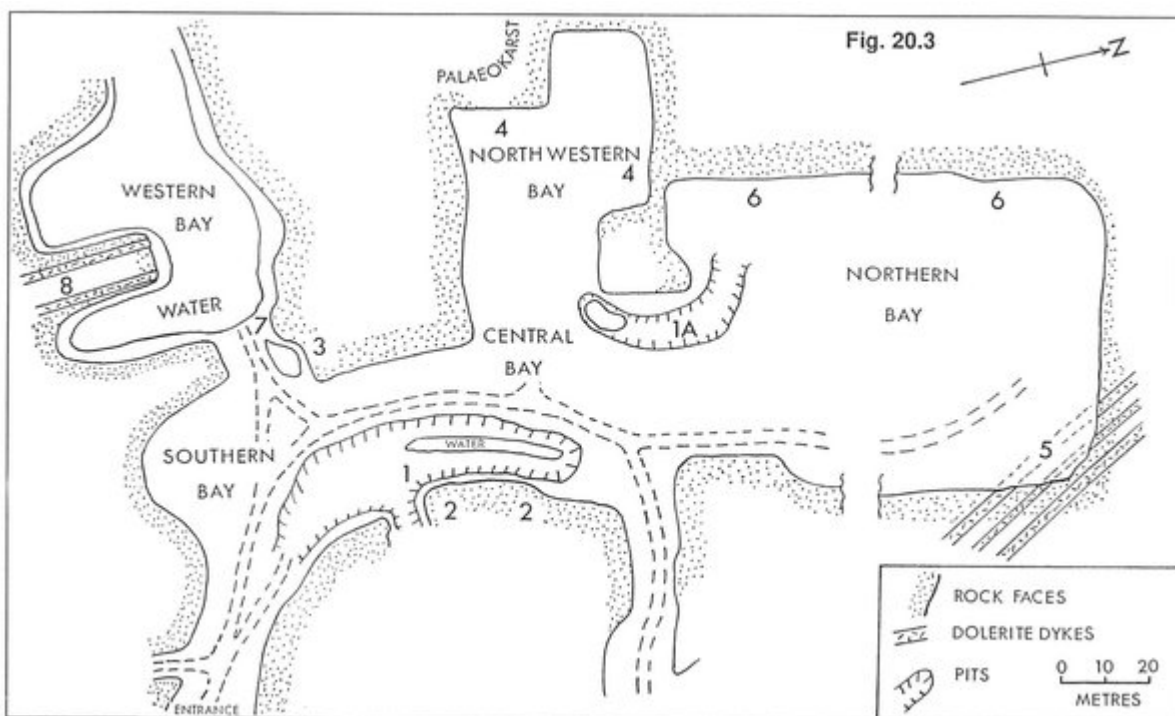 Fig. 20.3
N
PALAEOKARST
4
NORTH WESTERN
BAY
4
6
6
WESTERN
BAY
8
WATER
7
3
CENTRAL
BAY
1A
NORTHERN
BAY
SOUTHERN
BAY
WATER
1
2
2
5
ENTRANCE
ROCK FACES
DOLERITE DYKES
PITS
0 10 20
METRES